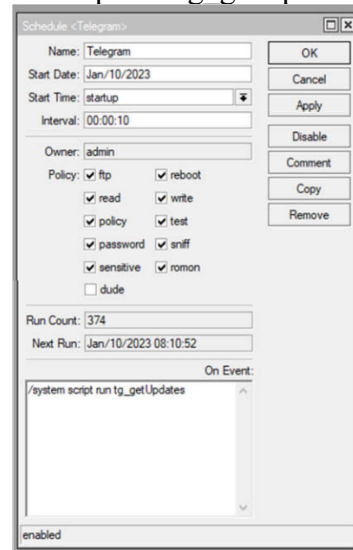 Schedule <Telegram>
Name: Telegram
Start Date: Jan/10/2023
Start Time: startup
Interval: 00:00:10
Owner: admin
Policy: ftp reboot
read write
policy test
password sniff
sensitive romon
dude
Run Count: 374
Next Run: Jan/10/2023 08:10:52
On Event:
/system script run tg_getUpdates
enabled
OK
Cancel
Apply
Disable
Comment
Copy
Remove